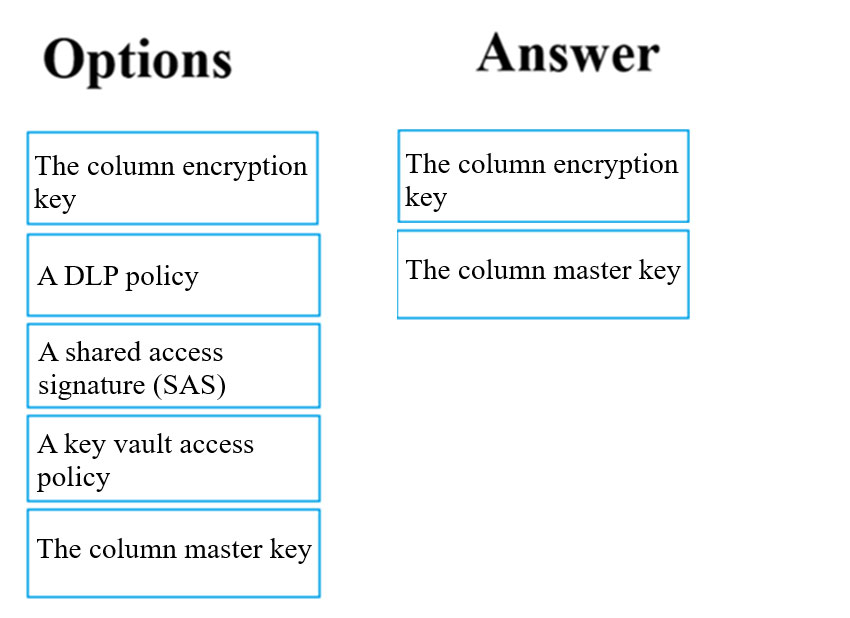 Options
Answer
The column encryption
key
A DLP policy
A shared access
signature (SAS)
A key vault access
policy
The column master key
The column encryption
key
The column master key